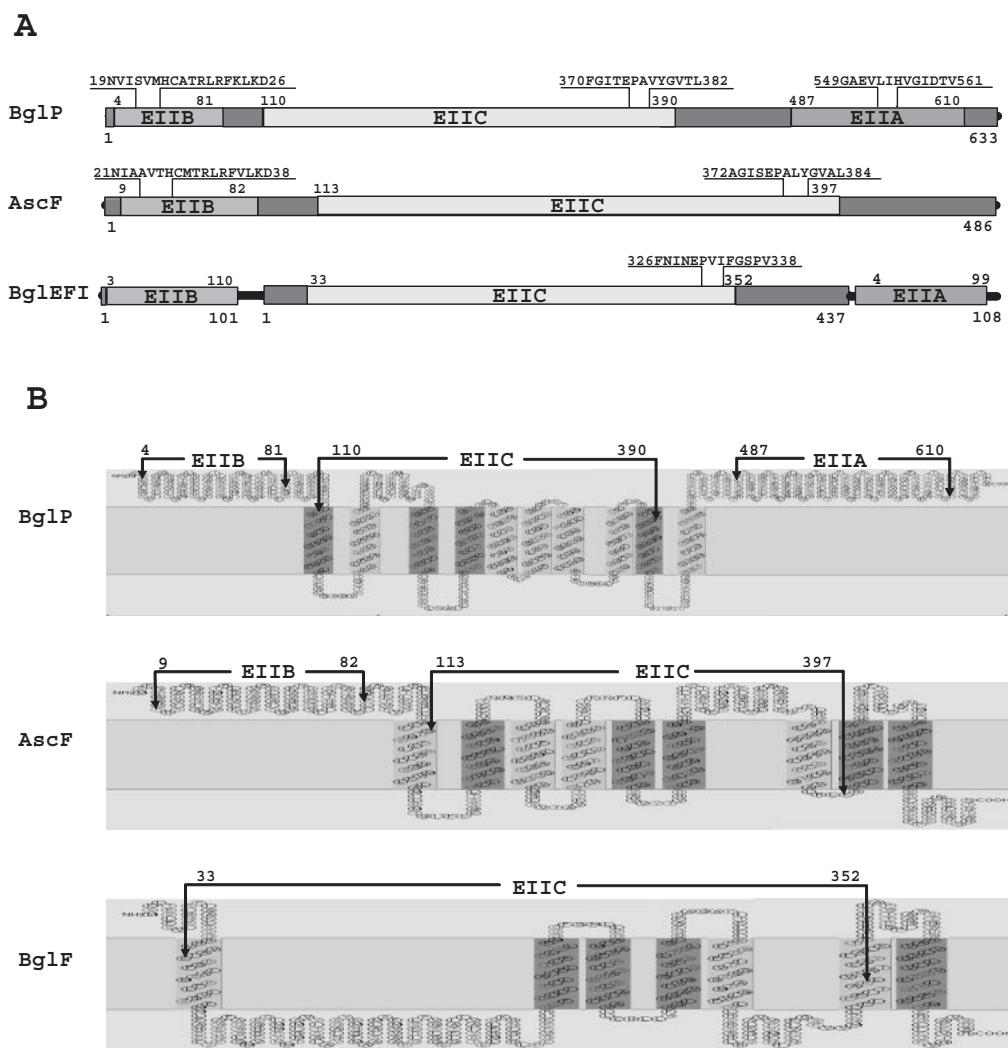 A
19NVISVMHCATRLRFKLKD26 370FGITEPAVYGVTL382 549GAEVLIHVGIDTV561
4 81 110 390 487 610
BglP EIIB EIIC EIIA
1 633
21NIAAVTHCMTRLRFVLKD38 372AGISEPALYGVAL384
9 82 113 397
AscF EIIB EIIC
1 486
326FNINEPVIFGSPV338
3 110 33 352 4 99
BglEFI EIIB EIIC EIIA
1 101 1 437 108
B
4 81 110 390 487 610
EIIB EIIC EIIA
BglP
9 82 113 397
EIIB EIIC
AscF
33 352
EIIC
BglF